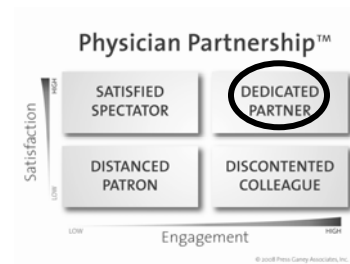 Physician Partnership™
HIGH
SATISFIED
SPECTATOR
DEDICATED
PARTNER
Satisfaction
DISTANCED
PATRON
DISCONTENTED
COLLEAGUE
LOW
LOW
Engagement
HIGH
© 2008 Press Ganey Associates, Inc.